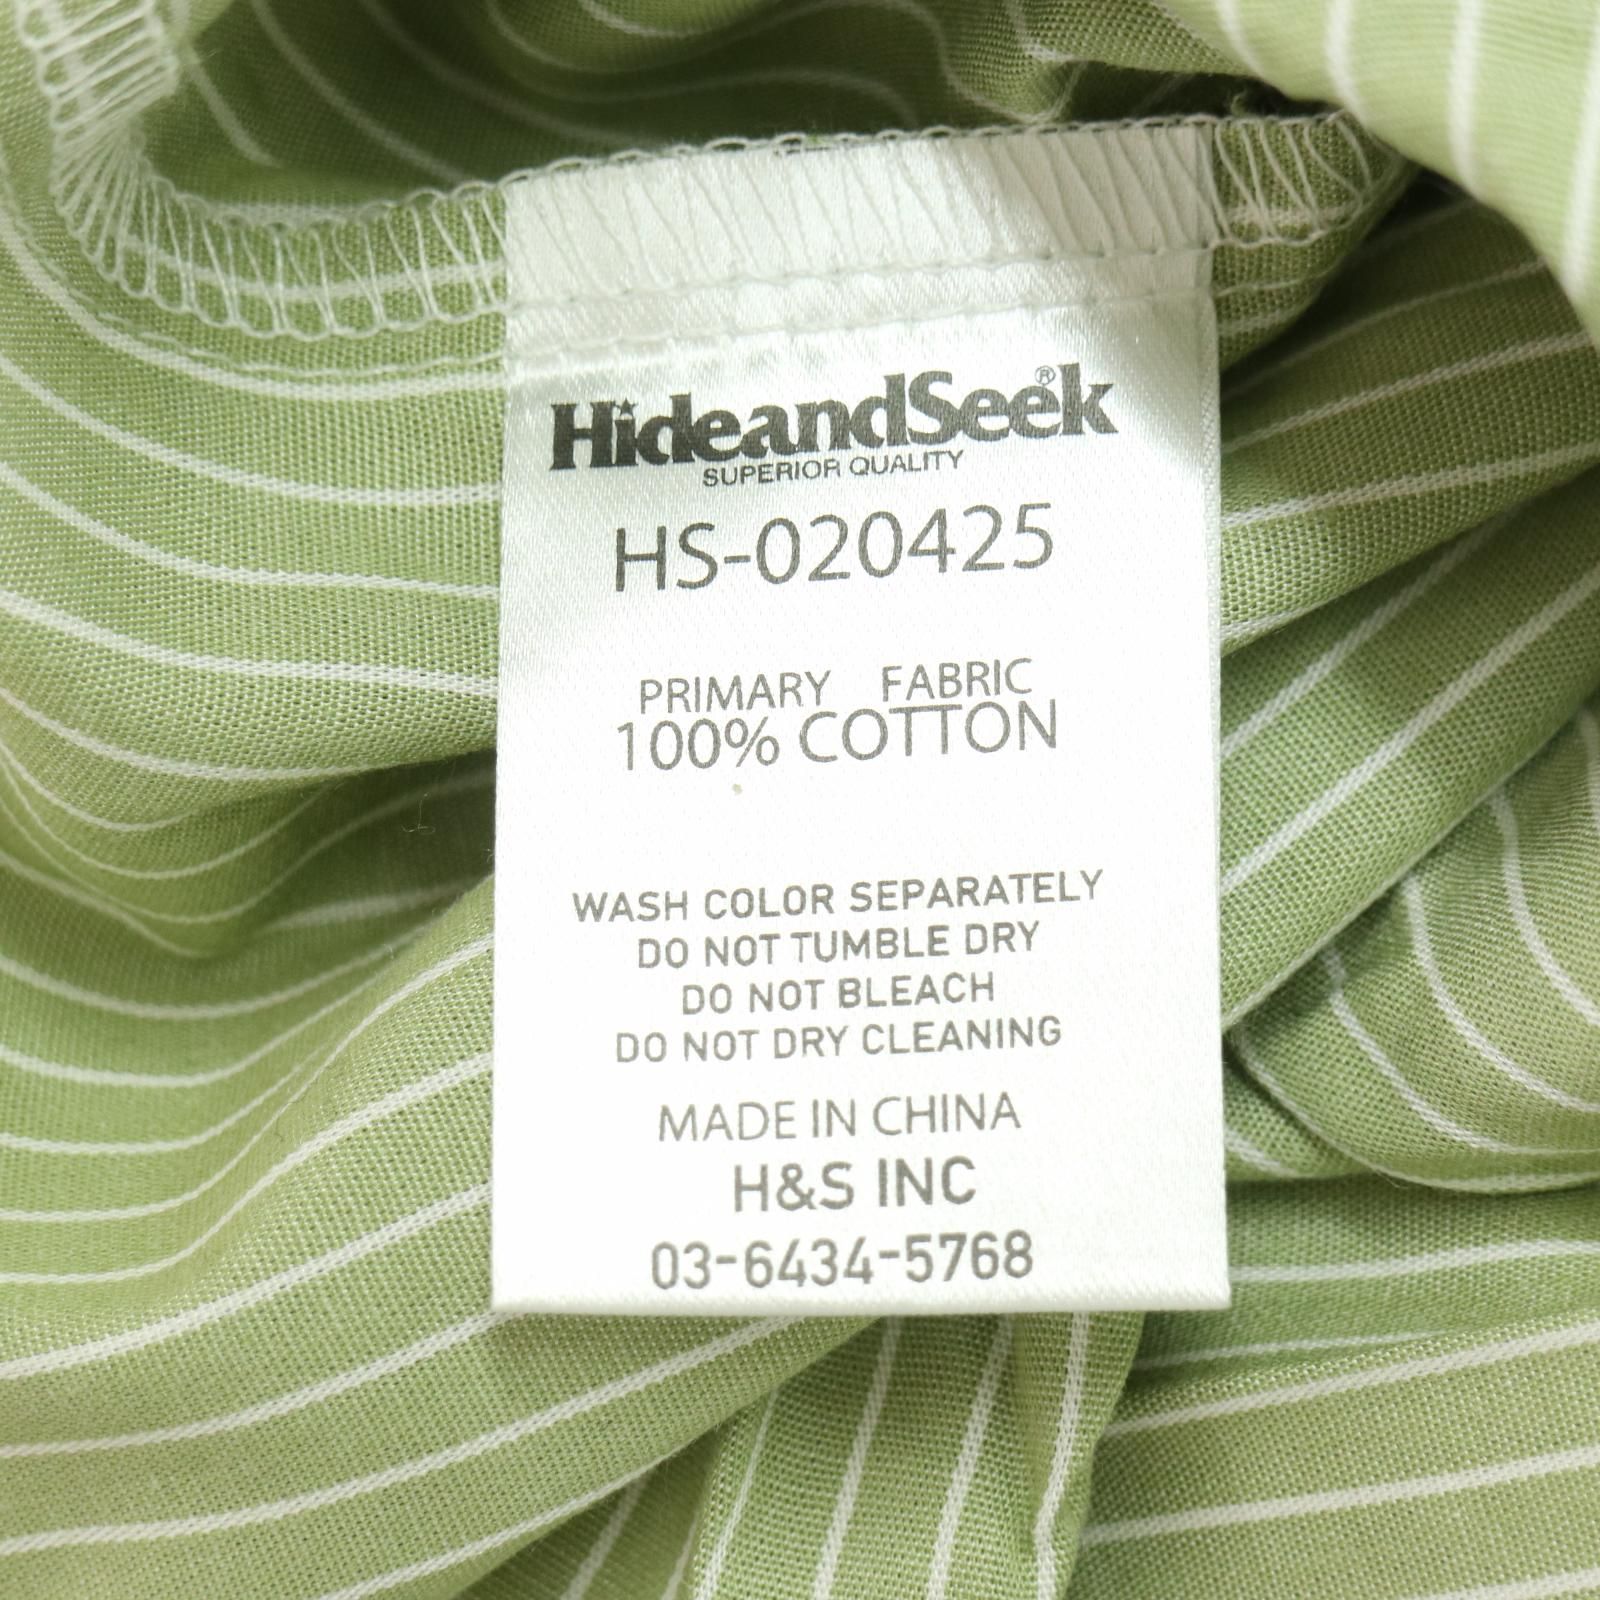 HideandSeek®
SUPERIOR QUALITY
HS-020425
PRIMARY FABRIC
100% COTTON
WASH COLOR SEPARATELY
DO NOT TUMBLE DRY
DO NOT BLEACH
DO NOT DRY CLEANING
MADE IN CHINA
H&S INC
03-6434-5768